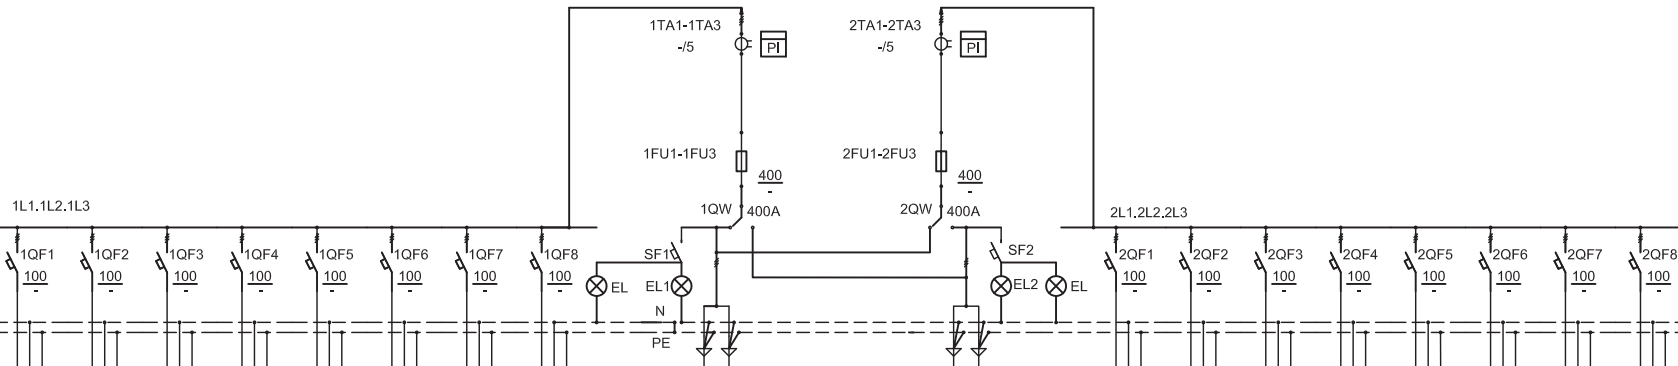 1TA1-1TA3
-/5
PI
2TA1-2TA3
-/5
PI
1FU1-1FU3
400
-
2FU1-2FU3
400
-
1L1.1L2.1L3
1QW
400A
2QW
400A
2L1.2L2.2L3
1QF1
100
-
1QF2
100
-
1QF3
100
-
1QF4
100
-
1QF5
100
-
1QF6
100
-
1QF7
100
-
1QF8
100
-
SF1
EL
EL1
N
PE
SF2
EL2
EL
2QF1
100
-
2QF2
100
-
2QF3
100
-
2QF4
100
-
2QF5
100
-
2QF6
100
-
2QF7
100
-
2QF8
100
-